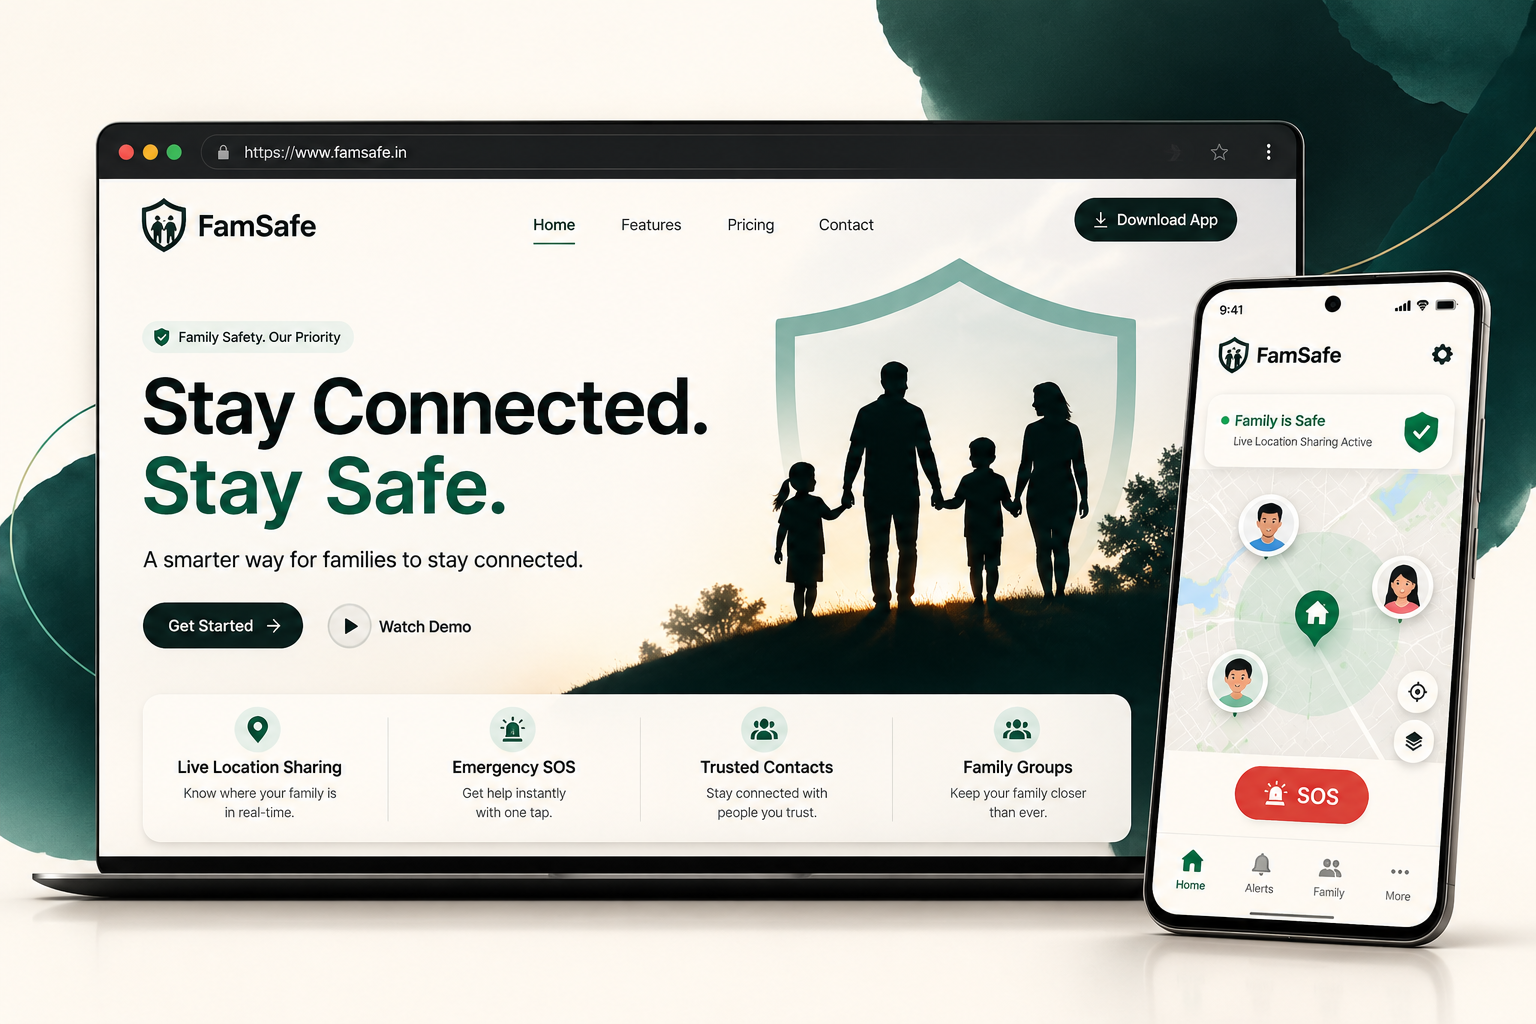 https://www.famsafe.in
FamSafe
Home
Features
Pricing
Contact
Download App
Family Safety. Our Priority
Stay Connected.
Stay Safe.
A smarter way for families to stay connected.
Get Started
Watch Demo
Live Location Sharing
Know where your family is
in real-time.
Emergency SOS
Get help instantly
with one tap.
Trusted Contacts
Stay connected with
people you trust.
Family Groups
Keep your family closer
than ever.
9:41
FamSafe
Family is Safe
Live Location Sharing Active
SOS
Home
Alerts
Family
More